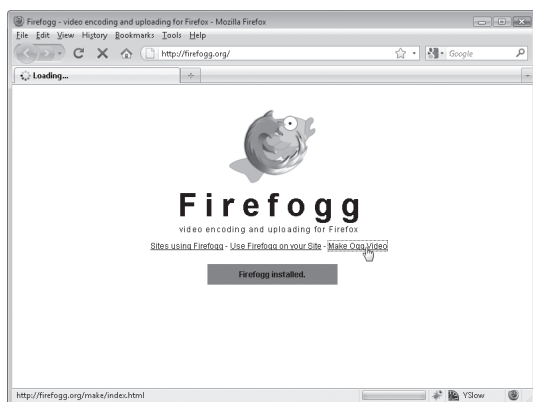 Firefogg - video encoding and uploading for Firefox - Mozilla Firefox
File Edit View History Bookmarks Tools Help
http://firefogg.org/
Google
Loading...
Firefogg
video encoding and uploading for Firefox
Sites using Firefogg - Use Firefogg on your Site - Make Ogg Video
Firefogg installed.
http://firefogg.org/make/index.html
YSlow